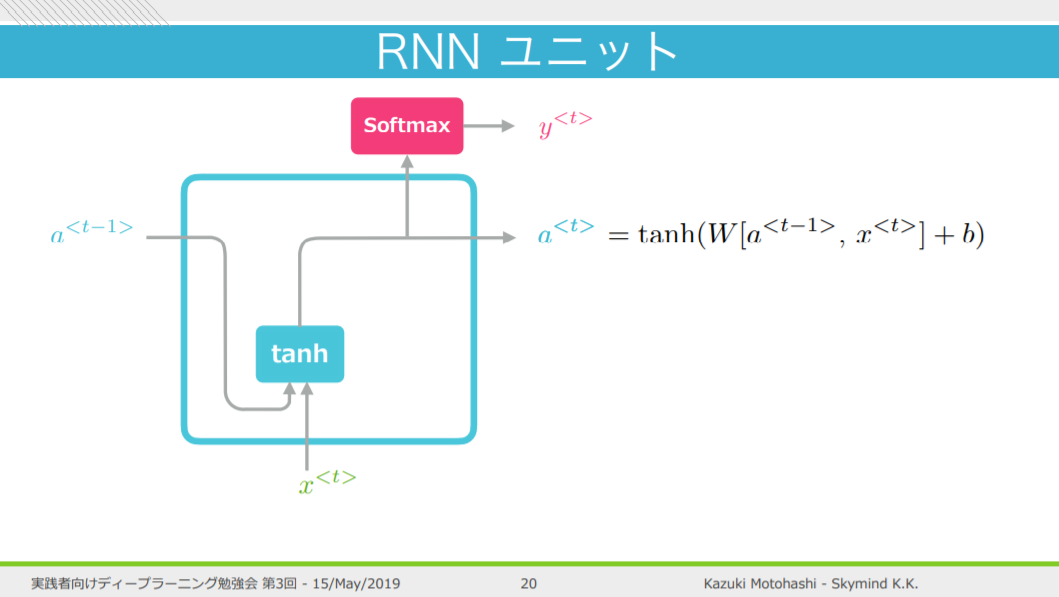 RNN ユニット
Softmax
y^{<t>}
a^{<t-1>}
a^{<t>} = tanh(W[a^{<t-1>}, x^{<t>}] + b)
tanh
x^{<t>}
実践者向けディープラーニング勉強会 第3回 - 15/May/2019
20
Kazuki Motohashi - Skymind K.K.